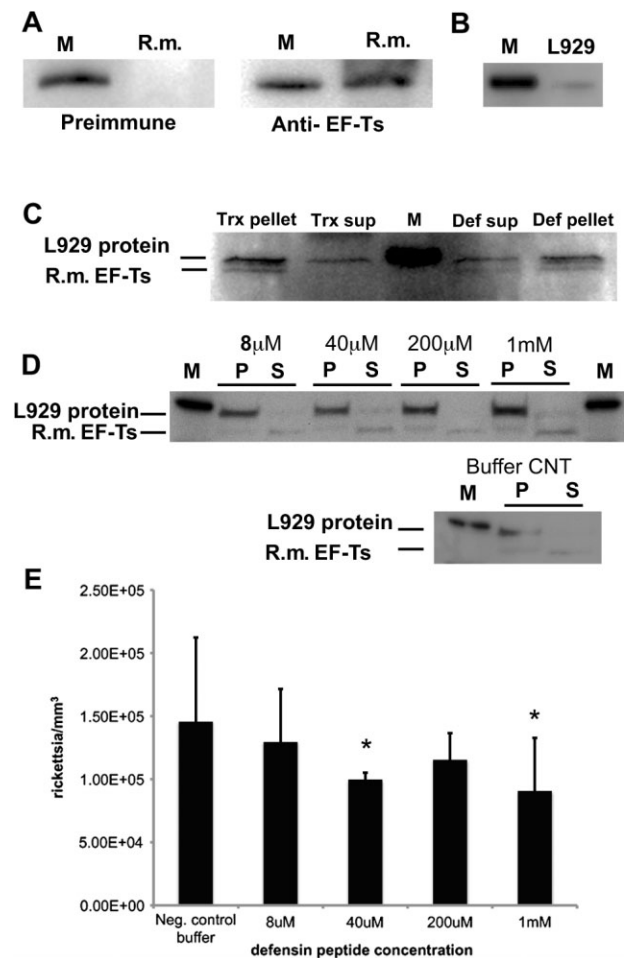 A
M R.m.
Preimmune
M R.m.
Anti- EF-Ts
B
M L929
C
Trx pellet Trx sup M Def sup Def pellet
L929 protein
R.m. EF-Ts
D
8μM 40μM 200μM 1mM
M P S P S P S P S M
L929 protein
R.m. EF-Ts
Buffer CNT
M P S
L929 protein
R.m. EF-Ts
E
2.50E+05
2.00E+05
1.50E+05
1.00E+05
5.00E+04
0.00E+00
rickettsia/mm³
* *
Neg. control buffer
8uM 40uM 200uM 1mM
defensin peptide concentration